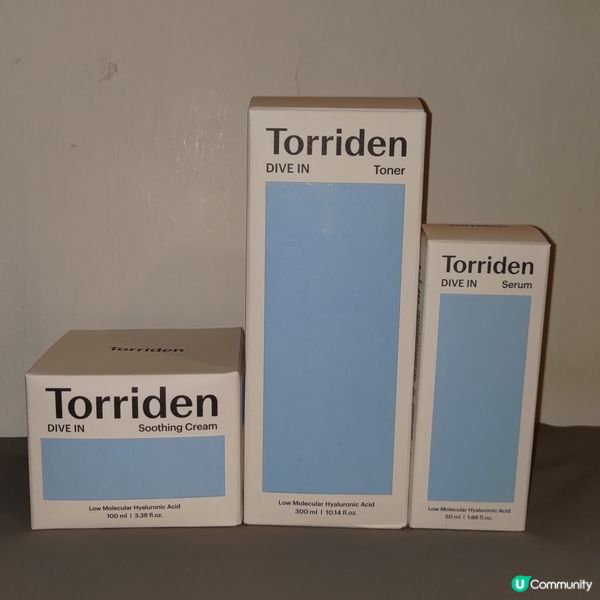 Torriden
Torriden
DIVE IN Soothing Cream
Low Molecular Hyaluronic Acid
100 ml | 3.38 fl.oz.
Torriden
DIVE IN Toner
Low Molecular Hyaluronic Acid
300 ml | 10.14 fl.oz.
Torriden
DIVE IN Serum
Low Molecular Hyaluronic Acid
50 ml | 1.69 fl.oz.
U Community